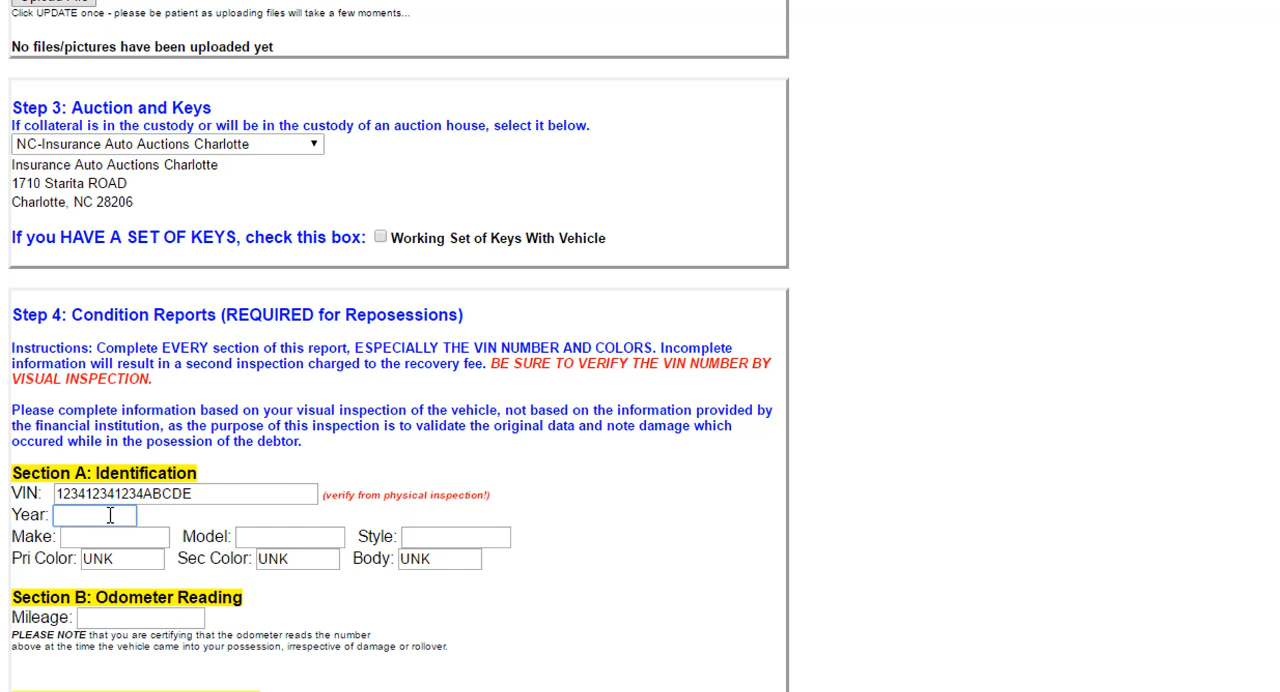 Click UPDATE once - please be patient as uploading files will take a few moments...
No files/pictures have been uploaded yet
Step 3: Auction and Keys
If collateral is in the custody or will be in the custody of an auction house, select it below.
NC-Insurance Auto Auctions Charlotte
Insurance Auto Auctions Charlotte
1710 Starita ROAD
Charlotte, NC 28206
If you HAVE A SET OF KEYS, check this box: Working Set of Keys With Vehicle
Step 4: Condition Reports (REQUIRED for Reposessions)
Instructions: Complete EVERY section of this report, ESPECIALLY THE VIN NUMBER AND COLORS. Incomplete
information will result in a second inspection charged to the recovery fee. BE SURE TO VERIFY THE VIN NUMBER BY
VISUAL INSPECTION.
Please complete information based on your visual inspection of the vehicle, not based on the information provided by
the financial institution, as the purpose of this inspection is to validate the original data and note damage which
occured while in the posession of the debtor.
Section A: Identification
VIN: 123412341234ABCDE (verify from physical inspection!)
Year:
Make: Model: Style:
Pri Color: UNK Sec Color: UNK Body: UNK
Section B: Odometer Reading
Mileage:
PLEASE NOTE that you are certifying that the odometer reads the number
above at the time the vehicle came into your possession, irrespective of damage or rollover.